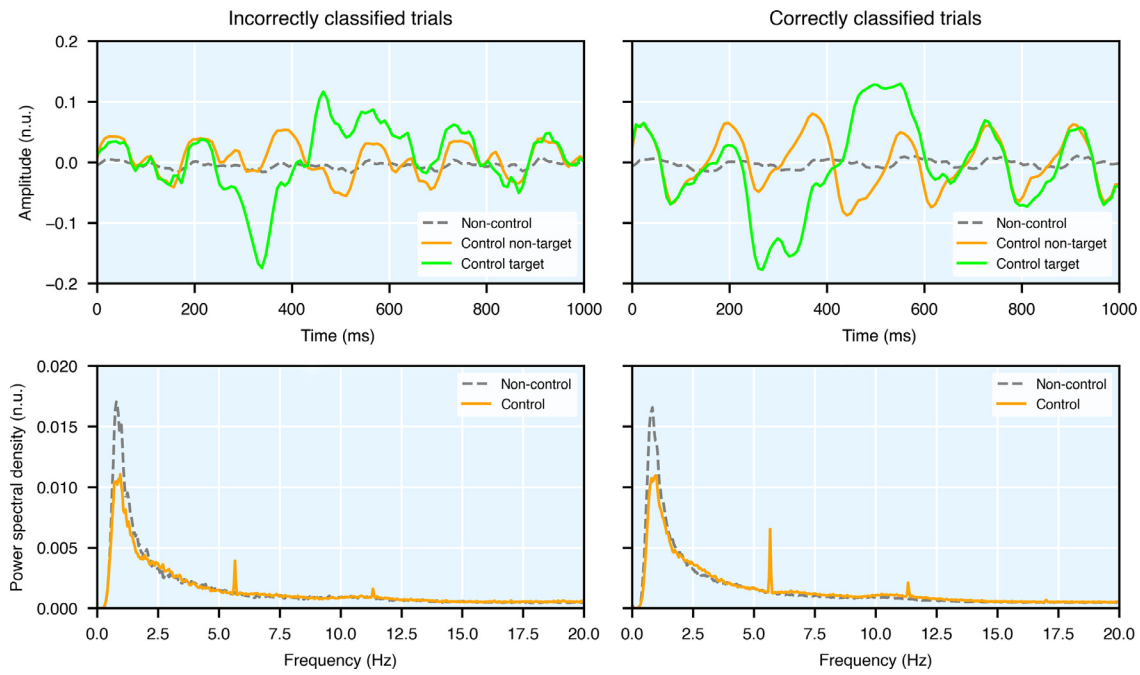 Incorrectly classified trials
Correctly classified trials
Amplitude (n.u.)
0.2
0.1
0.0
−0.1
−0.2
Non-control
Control non-target
Control target
Non-control
Control non-target
Control target
0 200 400 600 800 1000
0 200 400 600 800 1000
Time (ms)
Time (ms)
Power spectral density (n.u.)
0.020
0.015
0.010
0.005
0.000
Non-control
Control
Non-control
Control
0.0 2.5 5.0 7.5 10.0 12.5 15.0 17.5 20.0
0.0 2.5 5.0 7.5 10.0 12.5 15.0 17.5 20.0
Frequency (Hz)
Frequency (Hz)